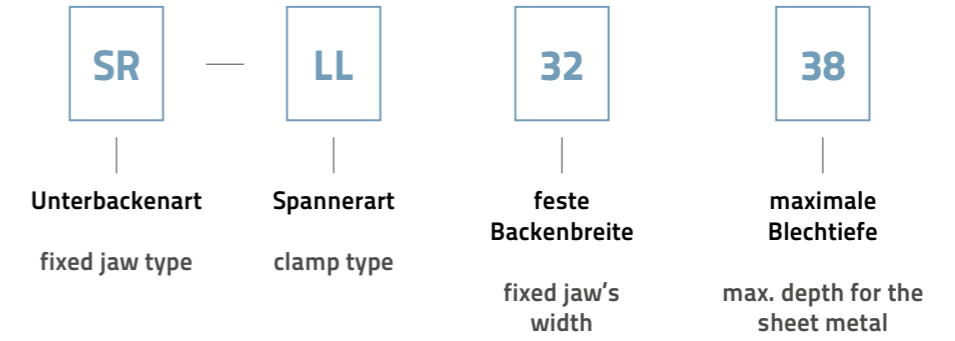 SR — LL 32 38
Unterbackenart
fixed jaw type
Spannerart
clamp type
feste
Backenbreite
fixed jaw's
width
maximale
Blechtiefe
max. depth for the
sheet metal